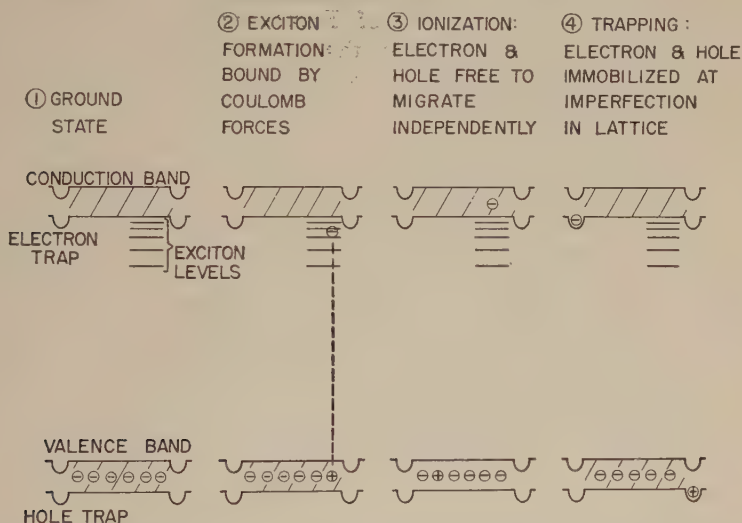 ① GROUND
STATE
② EXCITON
FORMATION:
BOUND BY
COULOMB
FORCES
③ IONIZATION:
ELECTRON &
HOLE FREE TO
MIGRATE
INDEPENDENTLY
④ TRAPPING:
ELECTRON & HOLE
IMMOBILIZED AT
IMPERFECTION
IN LATTICE
CONDUCTION BAND
ELECTRON
TRAP
EXCITON
LEVELS
VALENCE BAND
⊖ ⊖ ⊖ ⊖ ⊖ ⊖
HOLE TRAP
⊖
⊖ ⊖ ⊖ ⊖ ⊖ ⊕
⊖
⊖ ⊕ ⊖ ⊖ ⊖ ⊖
⊖
⊖ ⊖ ⊖ ⊖ ⊖
⊕